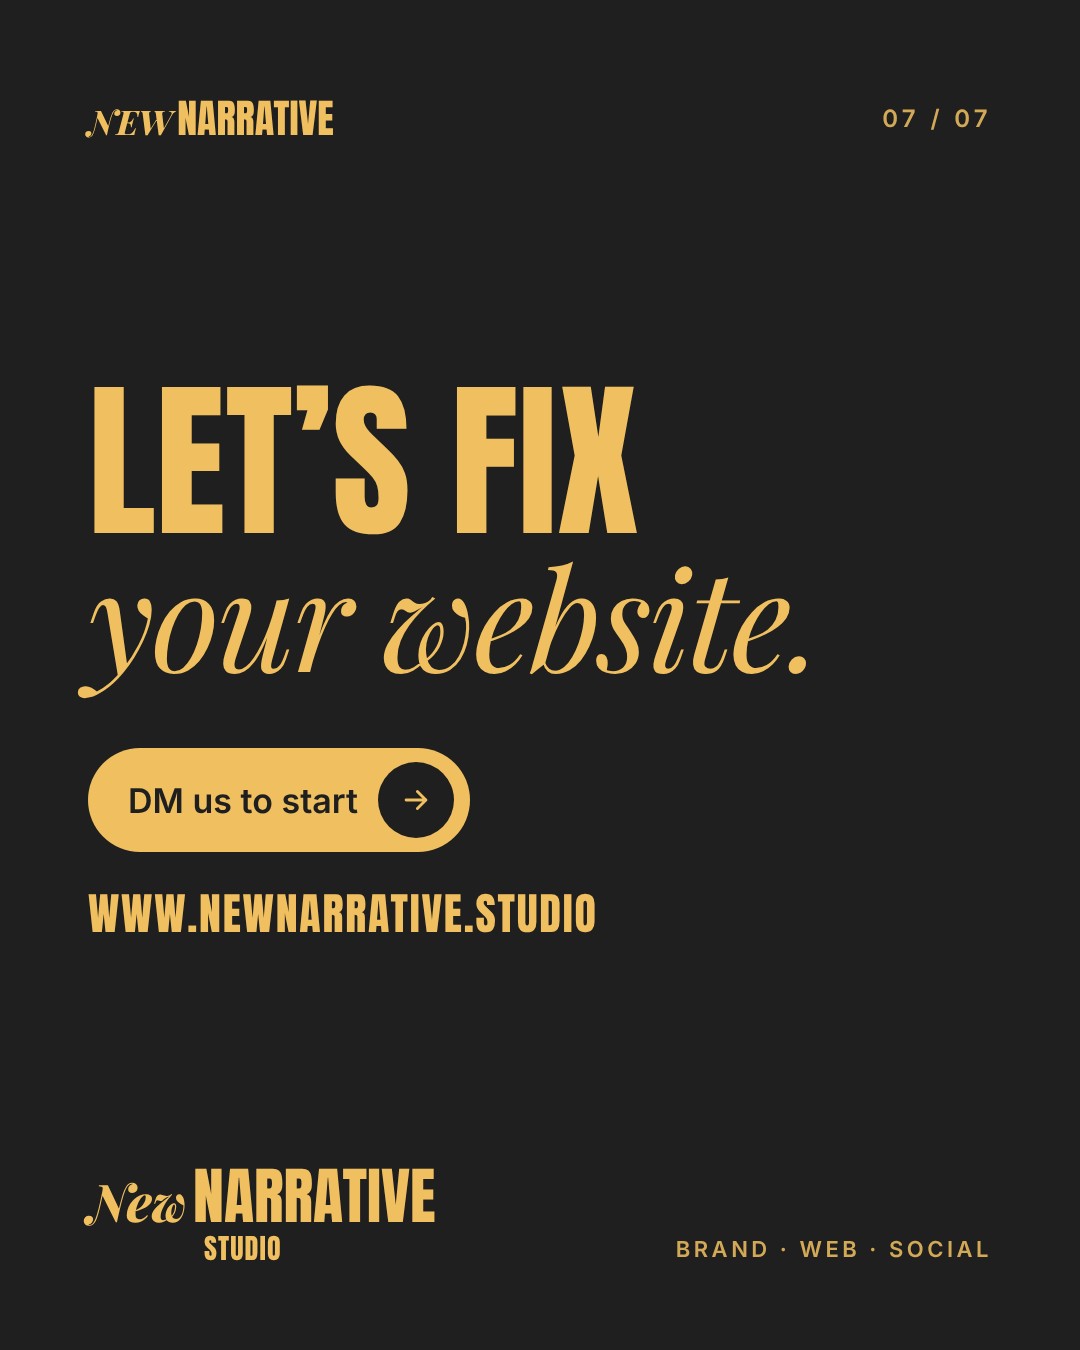 NEW NARRATIVE
07 / 07
LET’S FIX
your website.
DM us to start →
WWW.NEWNARRATIVE.STUDIO
New NARRATIVE
STUDIO
BRAND · WEB · SOCIAL